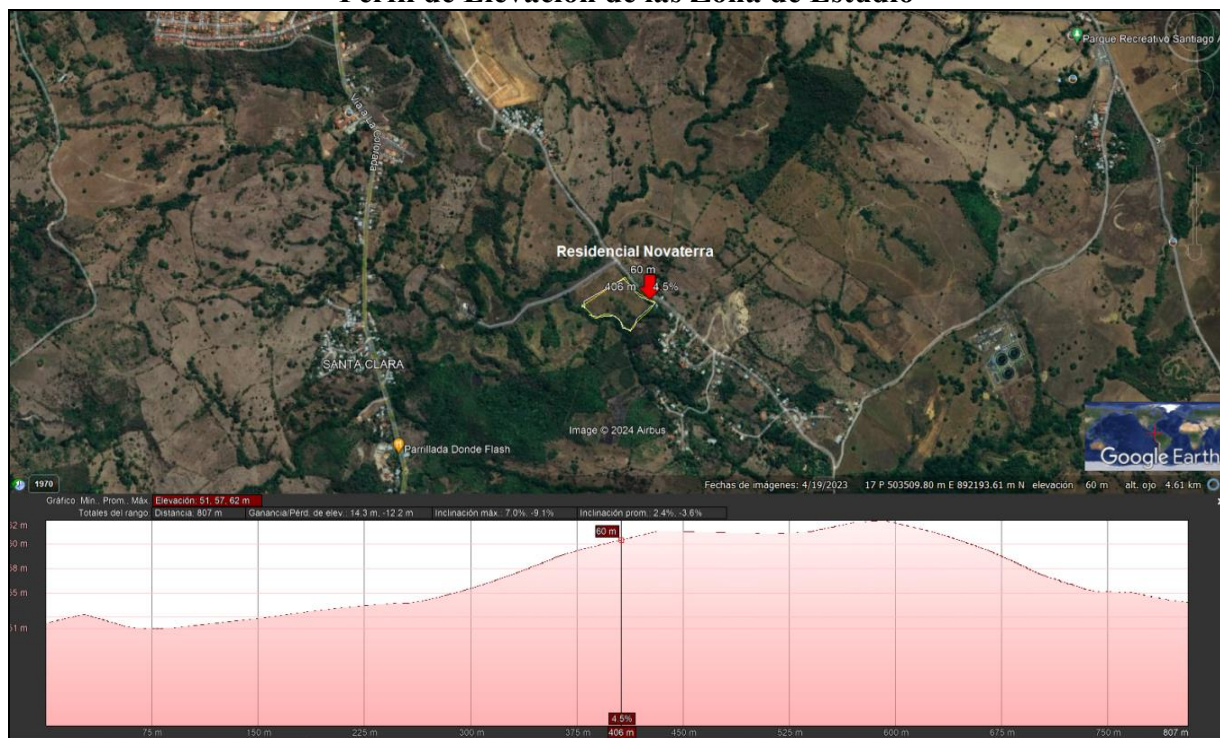 Perfil de Elevación de las Zona de Estudio
Parque Recreativo Santiago A
Vía a La Colorada
Residencial Novaterra
60 m
406 m 4.5%
SANTA CLARA
Parrillada Donde Flash
Image © 2024 Airbus
Google Earth
1970
Fechas de imágenes: 4/19/2023 17 P 503509.80 m E 892193.61 m N elevación 60 m alt. ojo 4.61 km
Gráfico: Mín., Prom., Máx. Elevación: 51, 57, 62 m
Totales del rango: Distancia: 807 m Ganancia/Pérd. de elev.: 14.3 m, -12.2 m Inclinación máx.: 7.0%, -9.1% Inclinación prom.: 2.4%, -3.6%
60 m
51 m
4.5%
75 m 150 m 225 m 300 m 375 m 406 m 450 m 525 m 600 m 675 m 750 m 807 m